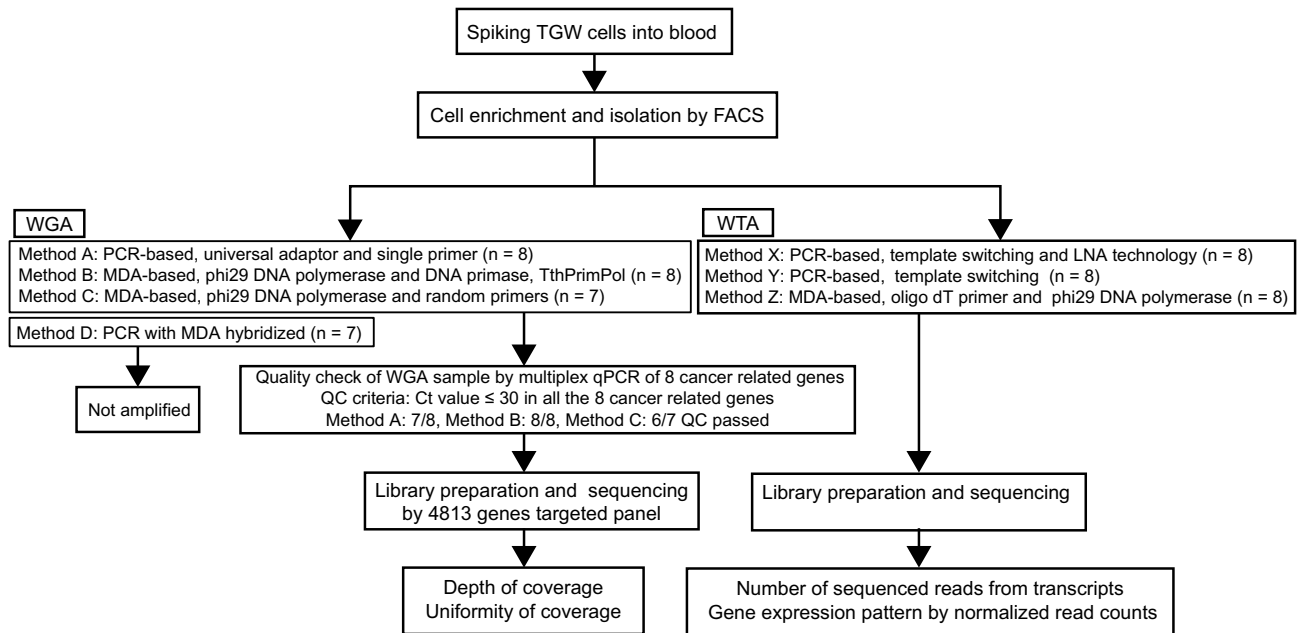 Spiking TGW cells into blood
Cell enrichment and isolation by FACS
WGA
Method A: PCR-based, universal adaptor and single primer (n = 8)
Method B: MDA-based, phi29 DNA polymerase and DNA primase, TthPrimPol (n = 8)
Method C: MDA-based, phi29 DNA polymerase and random primers (n = 7)
Method D: PCR with MDA hybridized (n = 7)
Not amplified
Quality check of WGA sample by multiplex qPCR of 8 cancer related genes
QC criteria: Ct value ≤ 30 in all the 8 cancer related genes
Method A: 7/8, Method B: 8/8, Method C: 6/7 QC passed
Library preparation and sequencing
by 4813 genes targeted panel
Depth of coverage
Uniformity of coverage
WTA
Method X: PCR-based, template switching and LNA technology (n = 8)
Method Y: PCR-based, template switching (n = 8)
Method Z: MDA-based, oligo dT primer and phi29 DNA polymerase (n = 8)
Library preparation and sequencing
Number of sequenced reads from transcripts
Gene expression pattern by normalized read counts